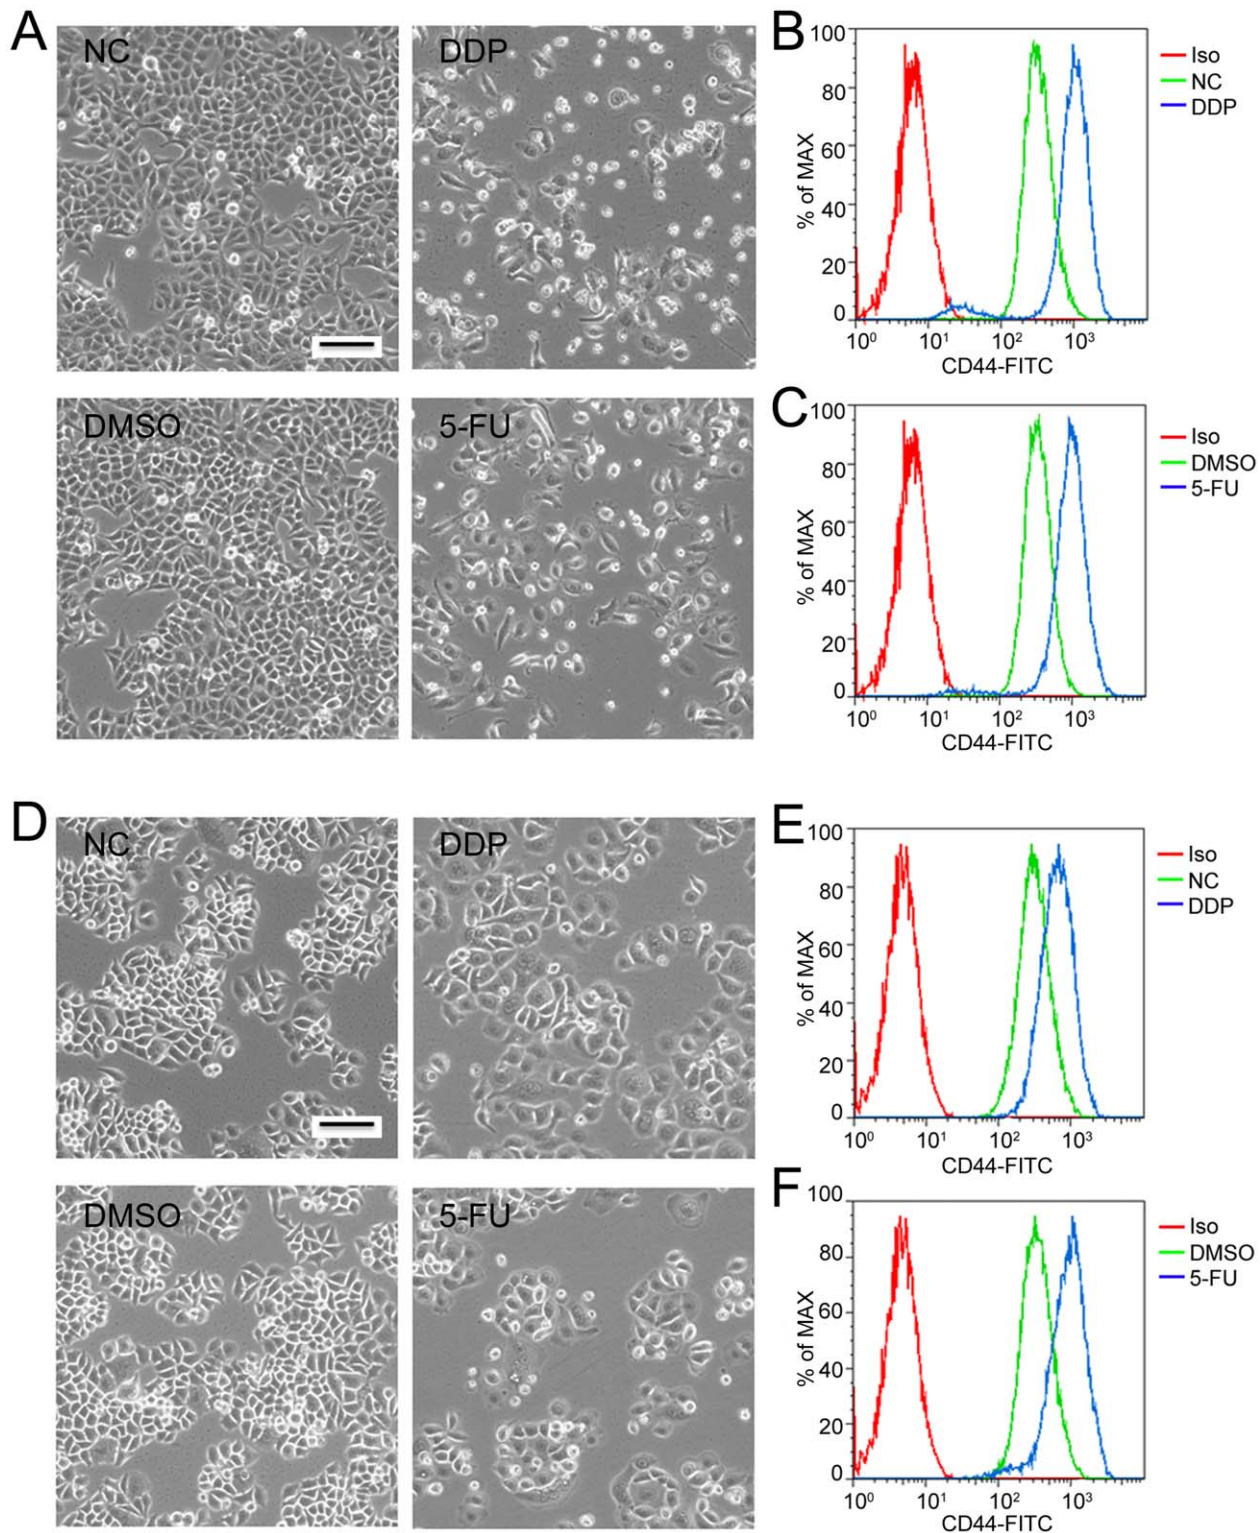 A
NC
DDP
DMSO
5-FU
B
100
80
60
40
20
0
% of MAX
10⁰ 10¹ 10² 10³
CD44-FITC
Iso
NC
DDP
C
100
80
60
40
20
0
% of MAX
10⁰ 10¹ 10² 10³
CD44-FITC
Iso
DMSO
5-FU
D
NC
DDP
DMSO
5-FU
E
100
80
60
40
20
0
% of MAX
10⁰ 10¹ 10² 10³
CD44-FITC
Iso
NC
DDP
F
100
80
60
40
20
0
% of MAX
10⁰ 10¹ 10² 10³
CD44-FITC
Iso
DMSO
5-FU